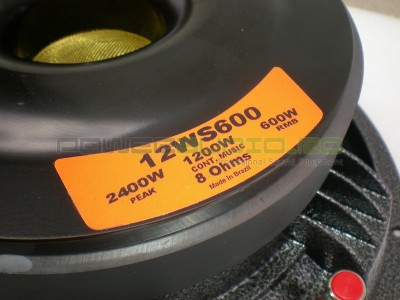 12WS600
2400W
PEAK
1200W
CONT. MUSIC
600W
RMS
8 Ohms
Made in Brazil